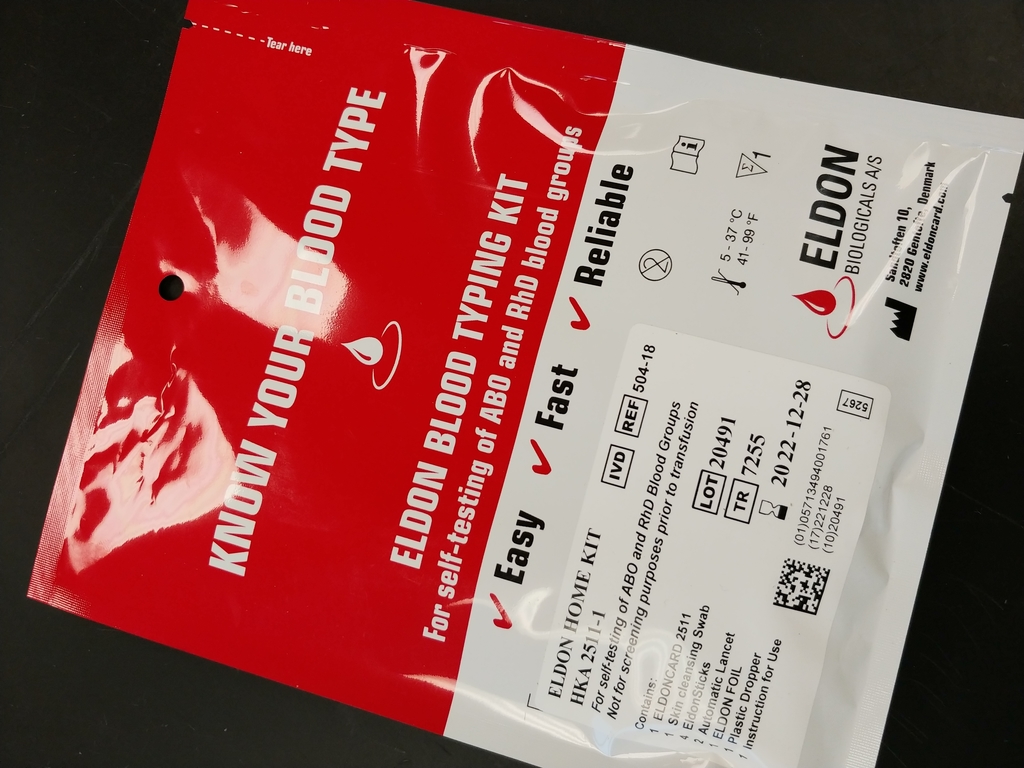 Tear here
KNOW YOUR BLOOD TYPE
ELDON BLOOD TYPING KIT
For self-testing of ABO and RhD blood groups
Easy
Fast
Reliable
i
Σ 1
2
5 - 37 °C
41- 99 °F
ELDON
BIOLOGICALS A/S
10,
2820 Gentofte, Denmark
www.eldoncard.com
ELDON HOME KIT
HKA 2511-1
IVD REF 504-18
For self-testing of ABO and RhD Blood Groups
Not for screening purposes prior to transfusion
Contains:
1 ELDONCARD 2511
1 Skin cleansing Swab
4 EldonSticks
2 Automatic Lancet
1 ELDON FOIL
1 Plastic Dropper
1 Instruction for Use
LOT 20491
TR 7255
2022-12-28
(01)05713494001761
(17)221228
(10)20491
5267